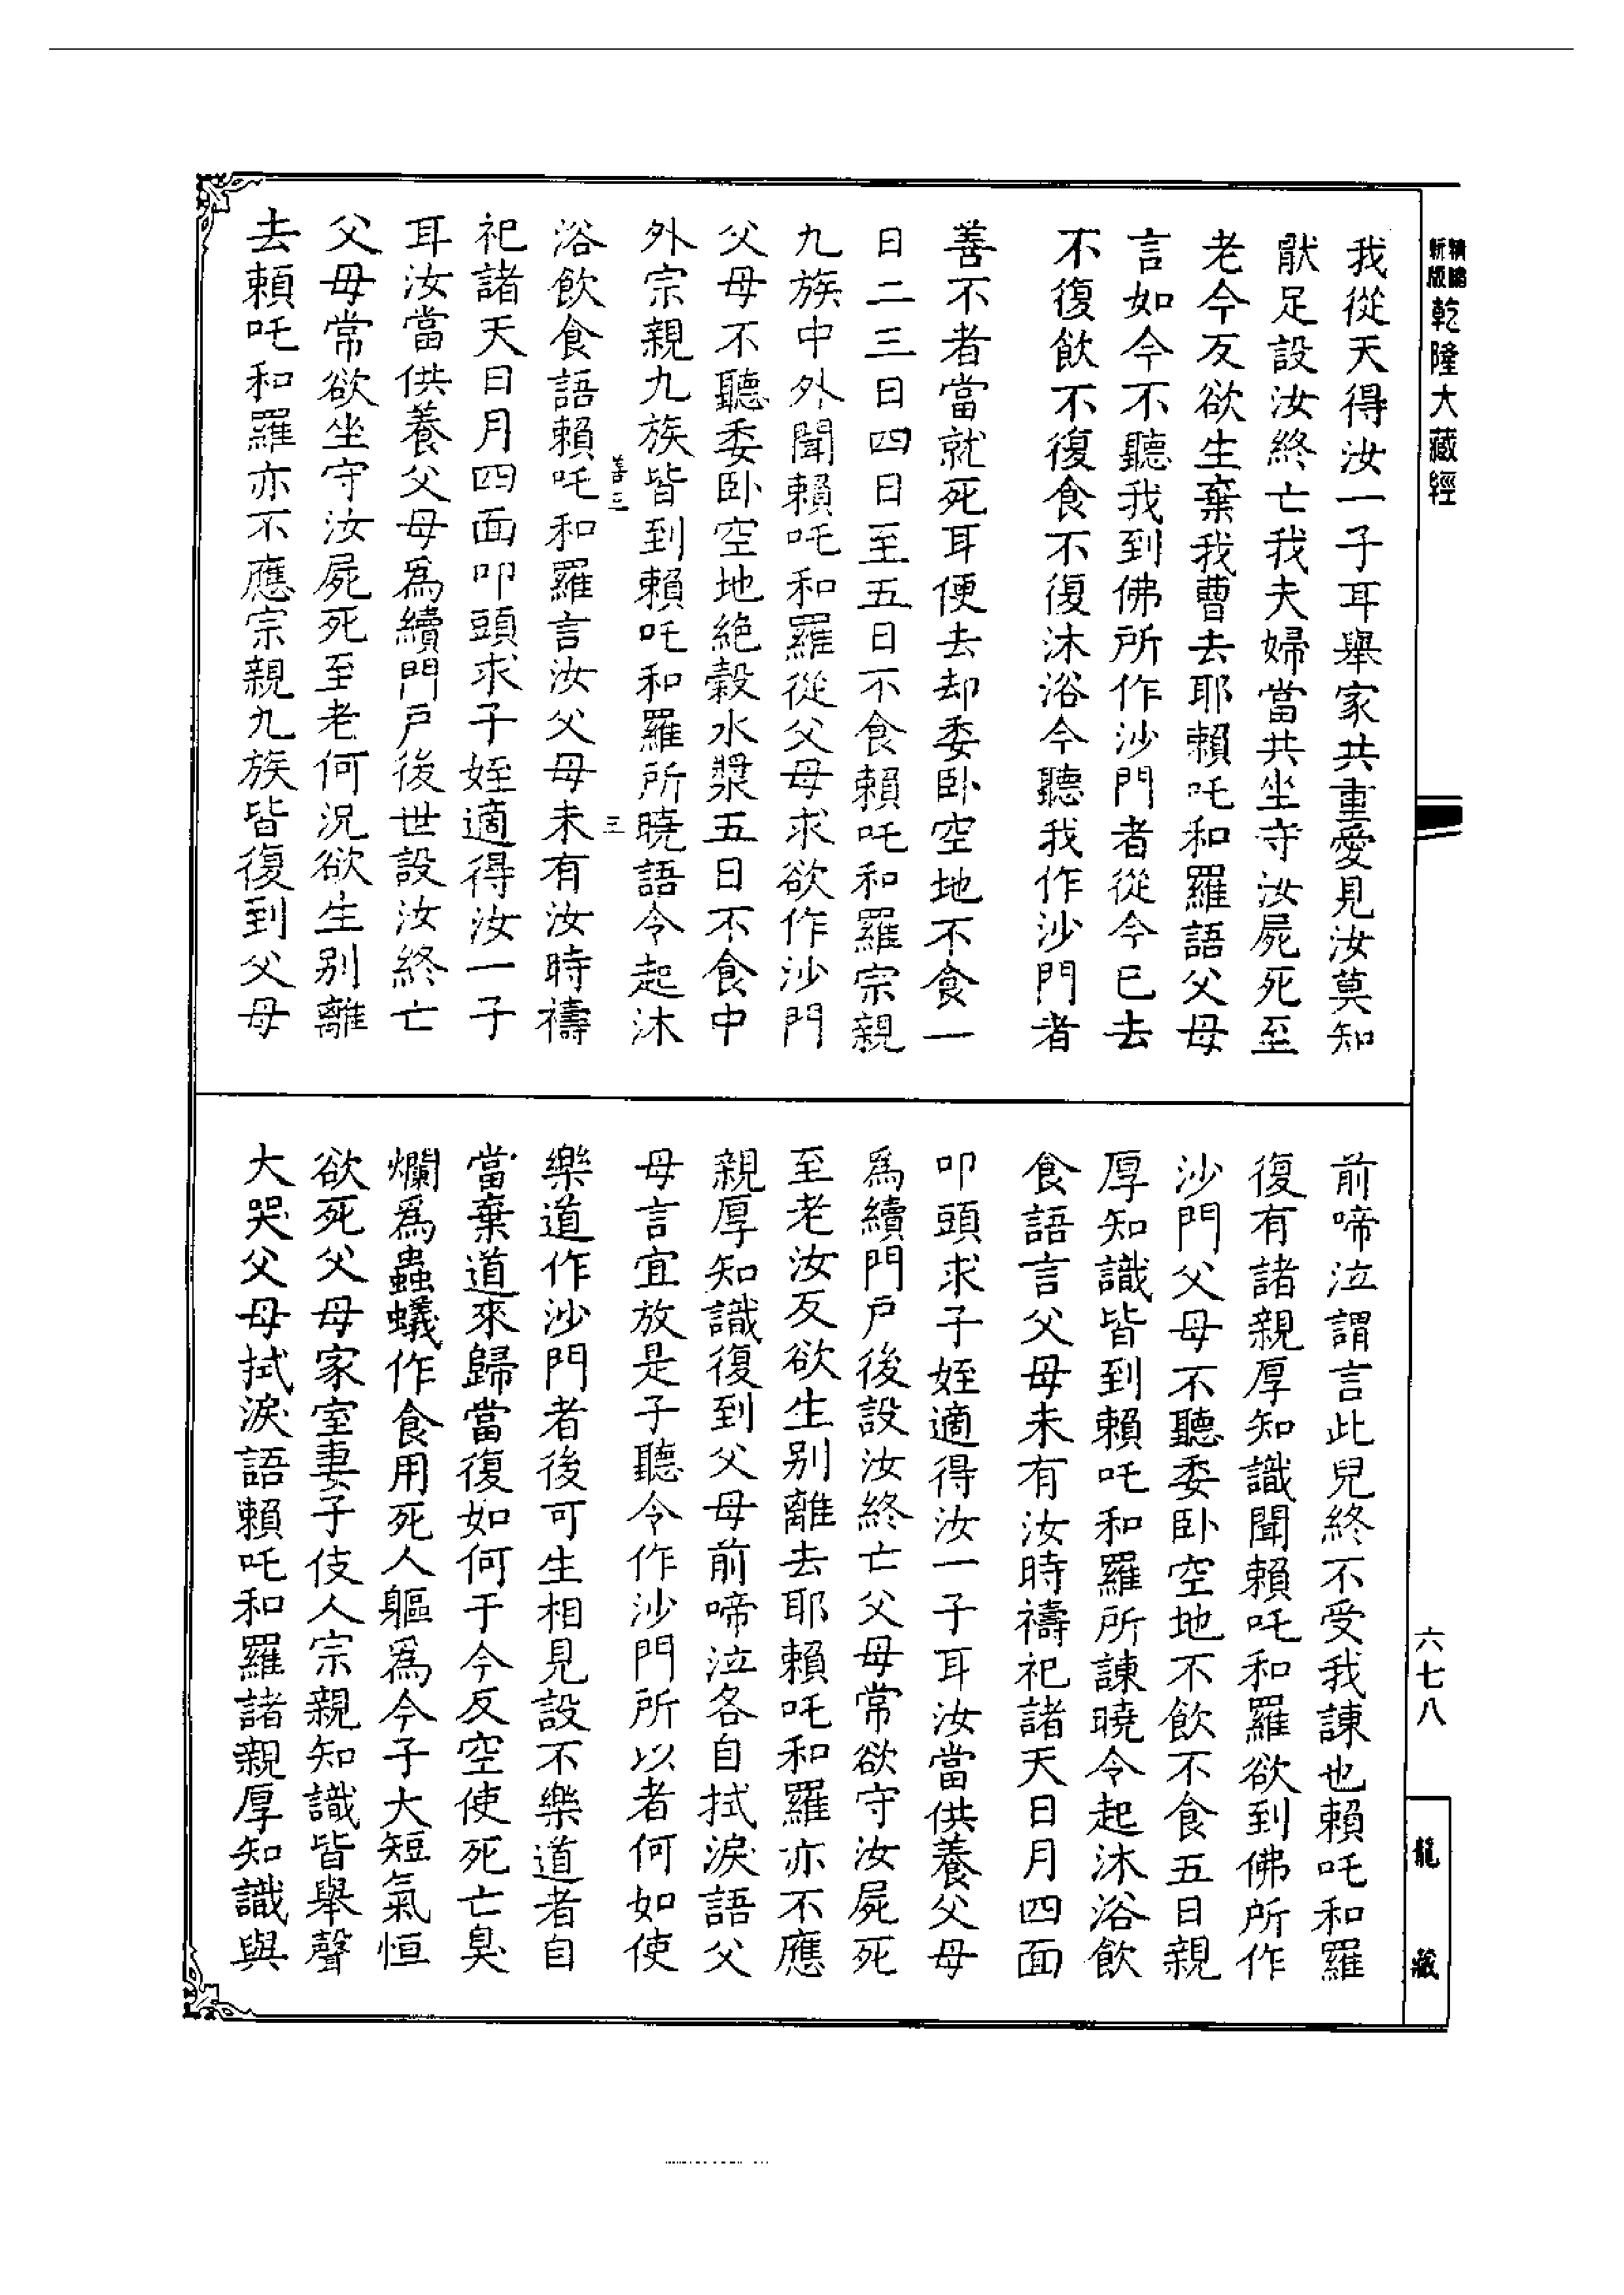 精縮新版乾隆大藏經
我從天得汝一子耳舉家共重愛見汝莫知
猒足設汝終亡我夫婦當共坐守汝屍死至
老今反欲生棄我曹去耶賴吒和羅語父母
言如今不聽我到佛所作沙門者從今已去
不復飲不復食不復沐浴今聽我作沙門者
善不者當就死耳便去却委卧空地不食一
日二三日四日至五日不食賴吒和羅宗親
九族中外聞賴吒和羅從父母求欲作沙門
父母不聽委卧空地絶穀水漿五日不食中
外宗親九族皆到賴吒和羅所曉語令起沐
善三 三
浴飲食語賴吒和羅言汝父母未有汝時禱
祀諸天日月四面叩頭求子姪適得汝一子
耳汝當供養父母爲續門戶後世設汝終亡
父母常欲坐守汝屍死至老何況欲生别離
去賴吒和羅亦不應宗親九族皆復到父母
前啼泣謂言此兒終不受我諫也賴吒和羅
復有諸親厚知識聞賴吒和羅欲到佛所作
沙門父母不聽委卧空地不飲不食五日親
厚知識皆到賴吒和羅所諫曉令起沐浴飲
食語言父母未有汝時禱祀諸天日月四面
叩頭求子姪適得汝一子耳汝當供養父母
爲續門戶後設汝終亡父母常欲守汝屍死
至老汝反欲生别離去耶賴吒和羅亦不應
親厚知識復到父母前啼泣各自拭淚語父
母言宜放是子聽令作沙門所以者何如使
樂道作沙門者後可生相見設不樂道者自
當棄道來歸當復如何于今反空使死亡臭
爛爲蟲蟻作食用死人軀爲今子大短氣恒
欲死父母家室妻子伎人宗親知識皆舉聲
大哭父母拭淚語賴吒和羅諸親厚知識與
六七八
龍藏